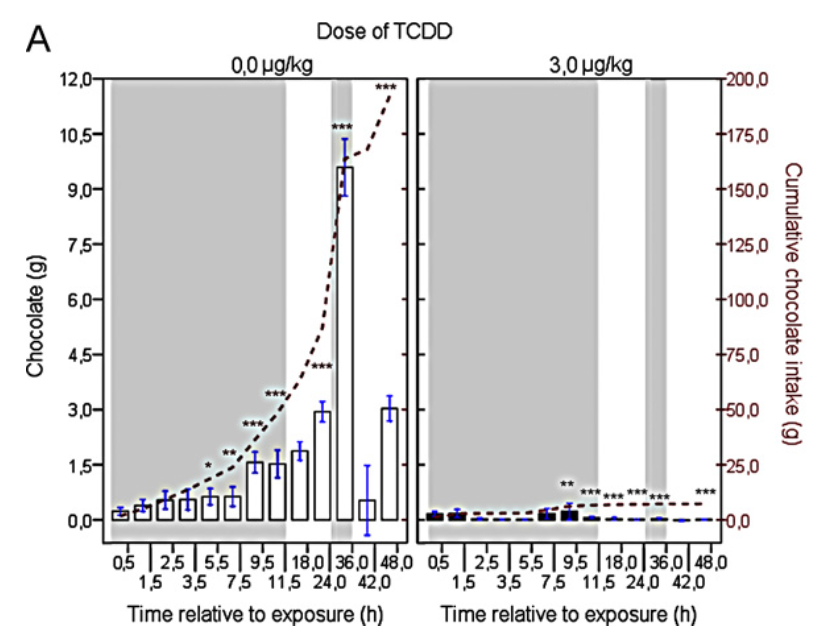 A
Dose of TCDD
0,0 µg/kg
3,0 µg/kg
12,0
10,5
9,0
7,5
6,0
4,5
3,0
1,5
0,0
Chocolate (g)
***
***
***
***
***
**
*
**
***
***
***
***
***
200,0
175,0
150,0
125,0
100,0
75,0
50,0
25,0
0,0
Cumulative chocolate intake (g)
0,5 2,5 5,5 9,5 18,0 36,0 48,0
1,5 3,5 7,5 11,5 24,0 42,0
0,5 2,5 5,5 9,5 18,0 36,0 48,0
1,5 3,5 7,5 11,5 24,0 42,0
Time relative to exposure (h)
Time relative to exposure (h)